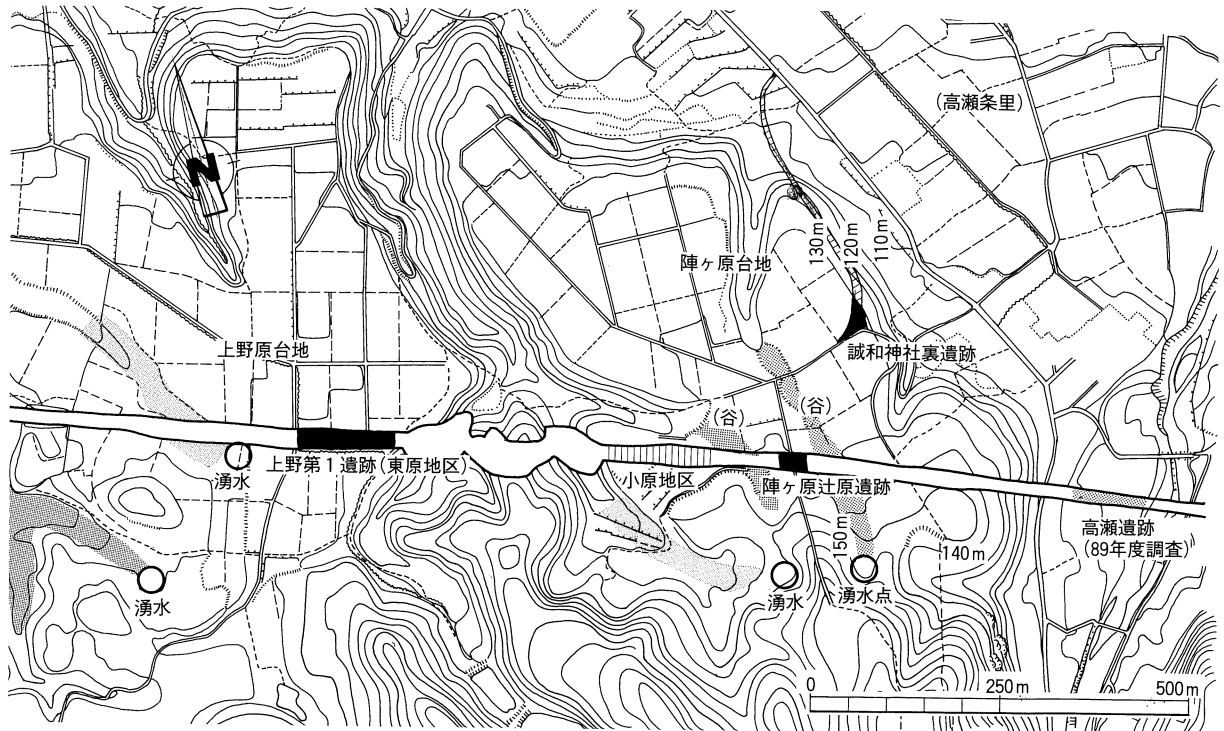 (高瀬条里)
N
陣ヶ原台地
130m
120m
110m
上野原台地
誠和神社裏遺跡
(谷)
(谷)
上野第1遺跡(東原地区)
湧水
小原地区
陣ヶ原辻原遺跡
高瀬遺跡
(89年度調査)
150m
140m
湧水
湧水
湧水点
0
250m
500m